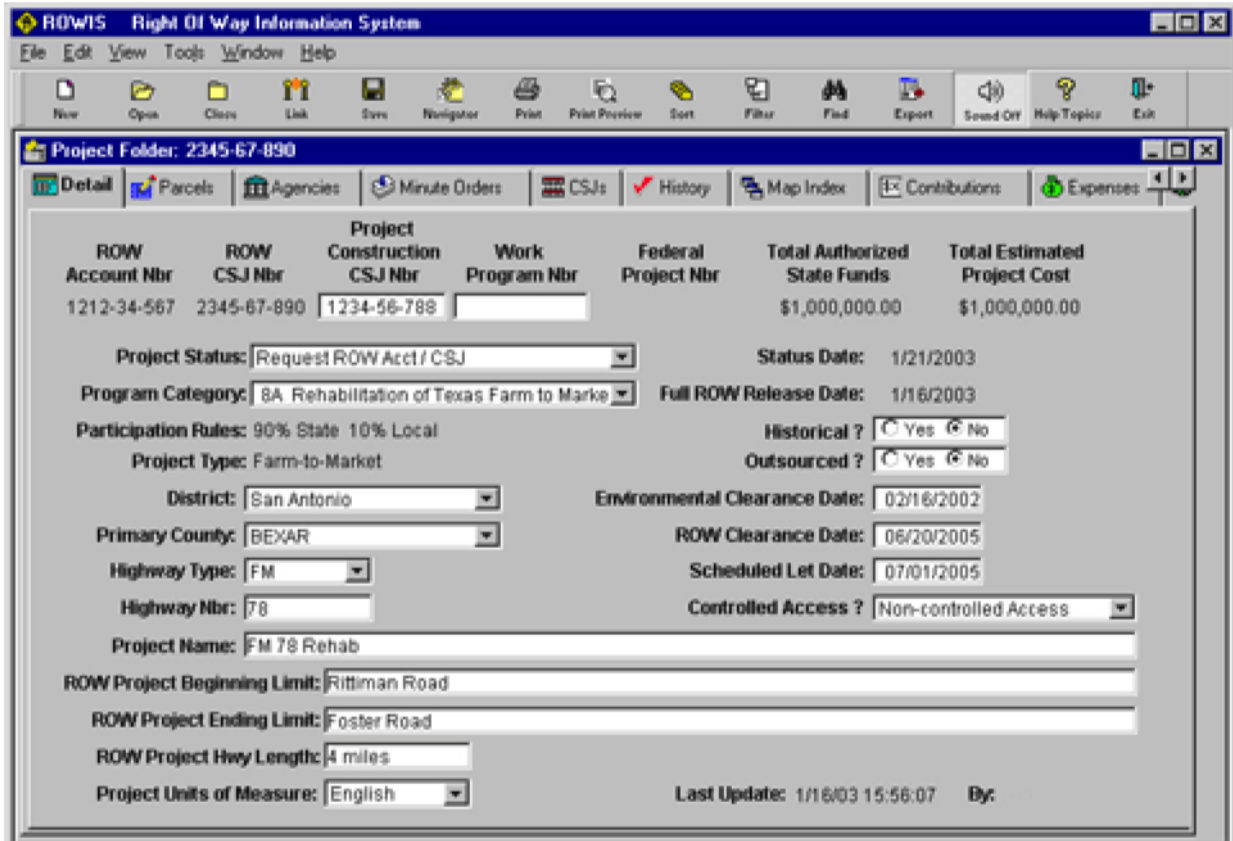 ROWIS Right Of Way Information System
File Edit View Tools Window Help
New Open Close Link Save Navigator Print Print Preview Sort Filter Find Export Sound Off Help Topics Exit
Project Folder: 2345-67-890
Detail Parcels Agencies Minute Orders CSJs History Map Index Contributions Expenses
ROW Account Nbr ROW CSJ Nbr Project Construction CSJ Nbr Work Program Nbr Federal Project Nbr Total Authorized State Funds Total Estimated Project Cost
1212-34-567 2345-67-890 1234-56-788 $1,000,000.00 $1,000,000.00
Project Status: Request ROW Acct / CSJ Status Date: 1/21/2003
Program Category: 8A Rehabilitation of Texas Farm to Marke Full ROW Release Date: 1/16/2003
Participation Rules: 90% State 10% Local Historical ? Yes No
Project Type: Farm-to-Market Outsourced ? Yes No
District: San Antonio Environmental Clearance Date: 02/16/2002
Primary County: BEXAR ROW Clearance Date: 06/20/2005
Highway Type: FM Scheduled Let Date: 07/01/2005
Highway Nbr: 78 Controlled Access ? Non-controlled Access
Project Name: FM 78 Rehab
ROW Project Beginning Limit: Rittiman Road
ROW Project Ending Limit: Foster Road
ROW Project Hwy Length: 4 miles
Project Units of Measure: English Last Update: 1/16/03 15:56:07 By: